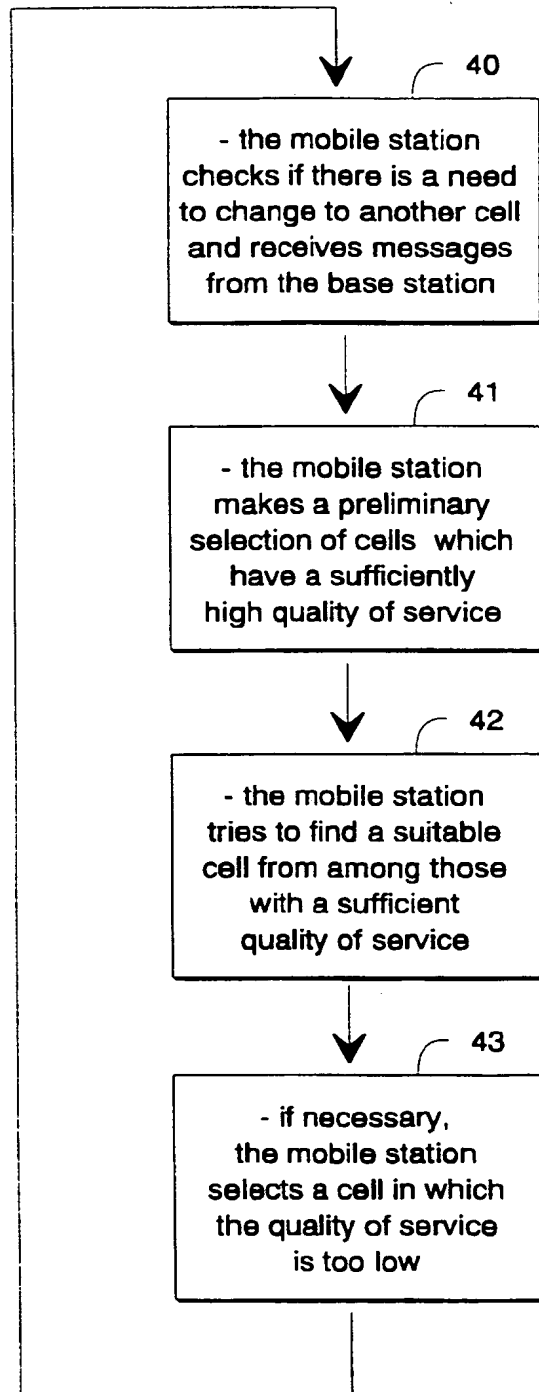 40
- the mobile station
checks if there is a need
to change to another cell
and receives messages
from the base station
41
- the mobile station
makes a preliminary
selection of cells which
have a sufficiently
high quality of service
42
- the mobile station
tries to find a suitable
cell from among those
with a sufficient
quality of service
43
- if necessary,
the mobile station
selects a cell in which
the quality of service
is too low